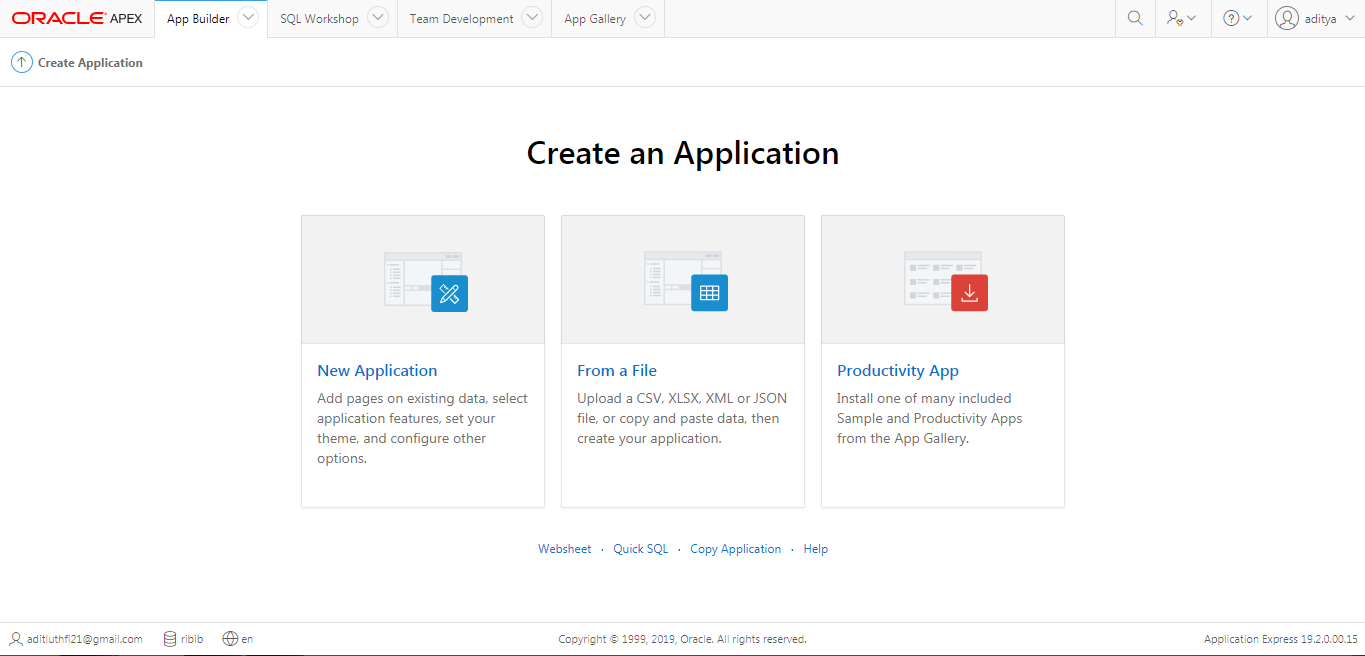 ORACLE APEX App Builder SQL Workshop Team Development App Gallery aditya
Create Application
Create an Application
New Application
Add pages on existing data, select
application features, set your
theme, and configure other
options.
From a File
Upload a CSV, XLSX, XML or JSON
file, or copy and paste data, then
create your application.
Productivity App
Install one of many included
Sample and Productivity Apps
from the App Gallery.
Websheet · Quick SQL · Copy Application · Help
aditluthfi21@gmail.com ribib en Copyright © 1999, 2019, Oracle. All rights reserved. Application Express 19.2.0.00.15